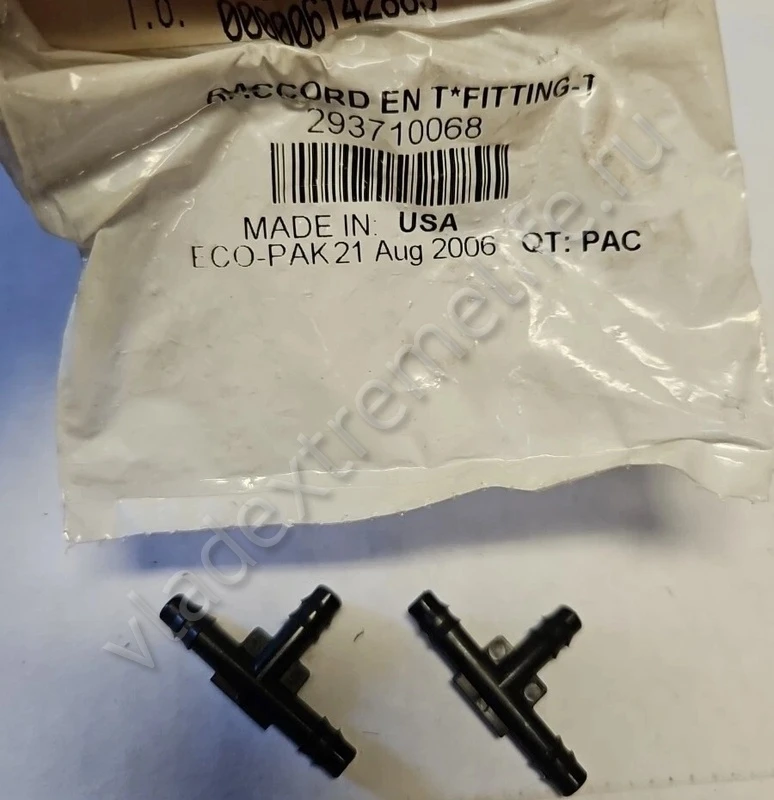 T.O.
RACCORD EN T*FITTING-T
293710068
MADE IN: USA
ECO-PAK 21 Aug 2006 QT: PAC
vladextremelife.ru